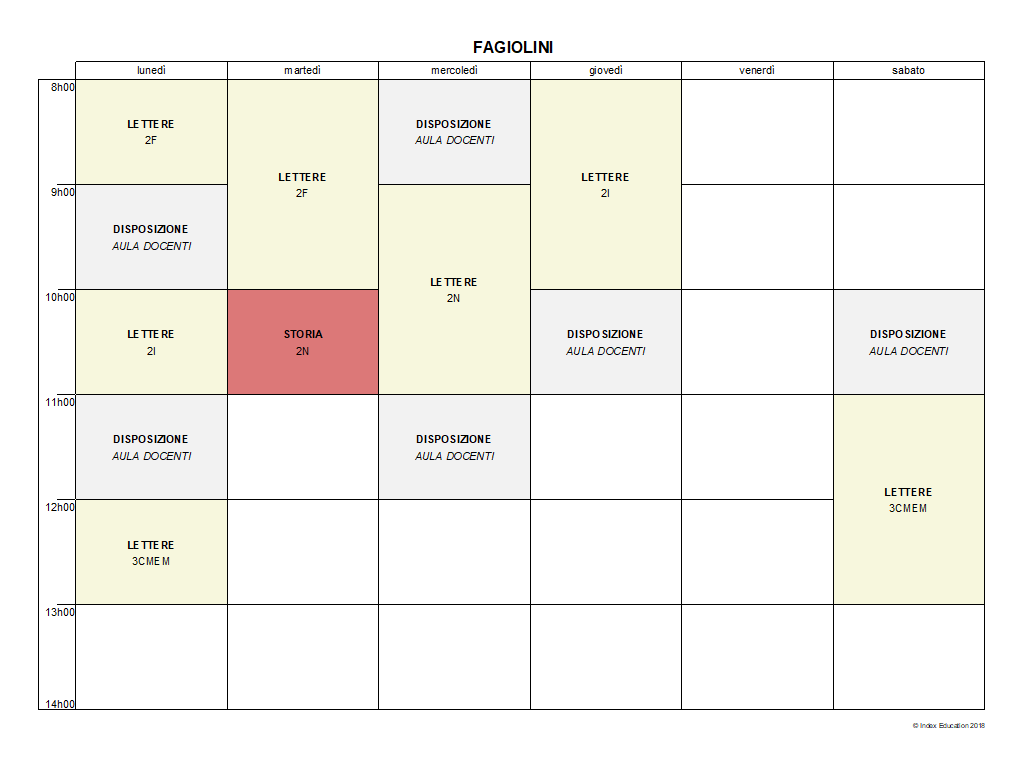 FAGIOLINI
lunedì martedì mercoledì giovedì venerdì sabato
8h00
LETTERE
2F
LETTERE
2F
DISPOSIZIONE
AULA DOCENTI
LETTERE
2I
9h00
DISPOSIZIONE
AULA DOCENTI
LETTERE
2N
10h00
LETTERE
2I
STORIA
2N
DISPOSIZIONE
AULA DOCENTI
DISPOSIZIONE
AULA DOCENTI
11h00
DISPOSIZIONE
AULA DOCENTI
DISPOSIZIONE
AULA DOCENTI
LETTERE
3CMEM
12h00
LETTERE
3CMEM
13h00
14h00
© Index Education 2018